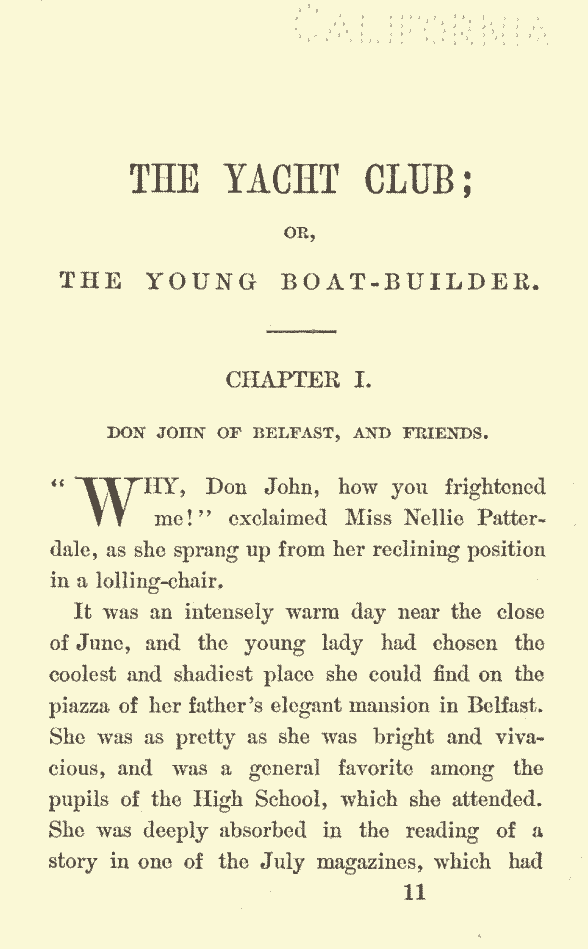 CALIFORNIA
THE YACHT CLUB;
OR,
THE YOUNG BOAT-BUILDER.
CHAPTER I.
DON JOHN OF BELFAST, AND FRIENDS.
"WHY, Don John, how you frightened
me!" exclaimed Miss Nellie Patter-
dale, as she sprang up from her reclining position
in a lolling-chair.
It was an intensely warm day near the close
of June, and the young lady had chosen the
coolest and shadiest place she could find on the
piazza of her father's elegant mansion in Belfast.
She was as pretty as she was bright and viva-
cious, and was a general favorite among the
pupils of the High School, which she attended.
She was deeply absorbed in the reading of a
story in one of the July magazines, which had
11